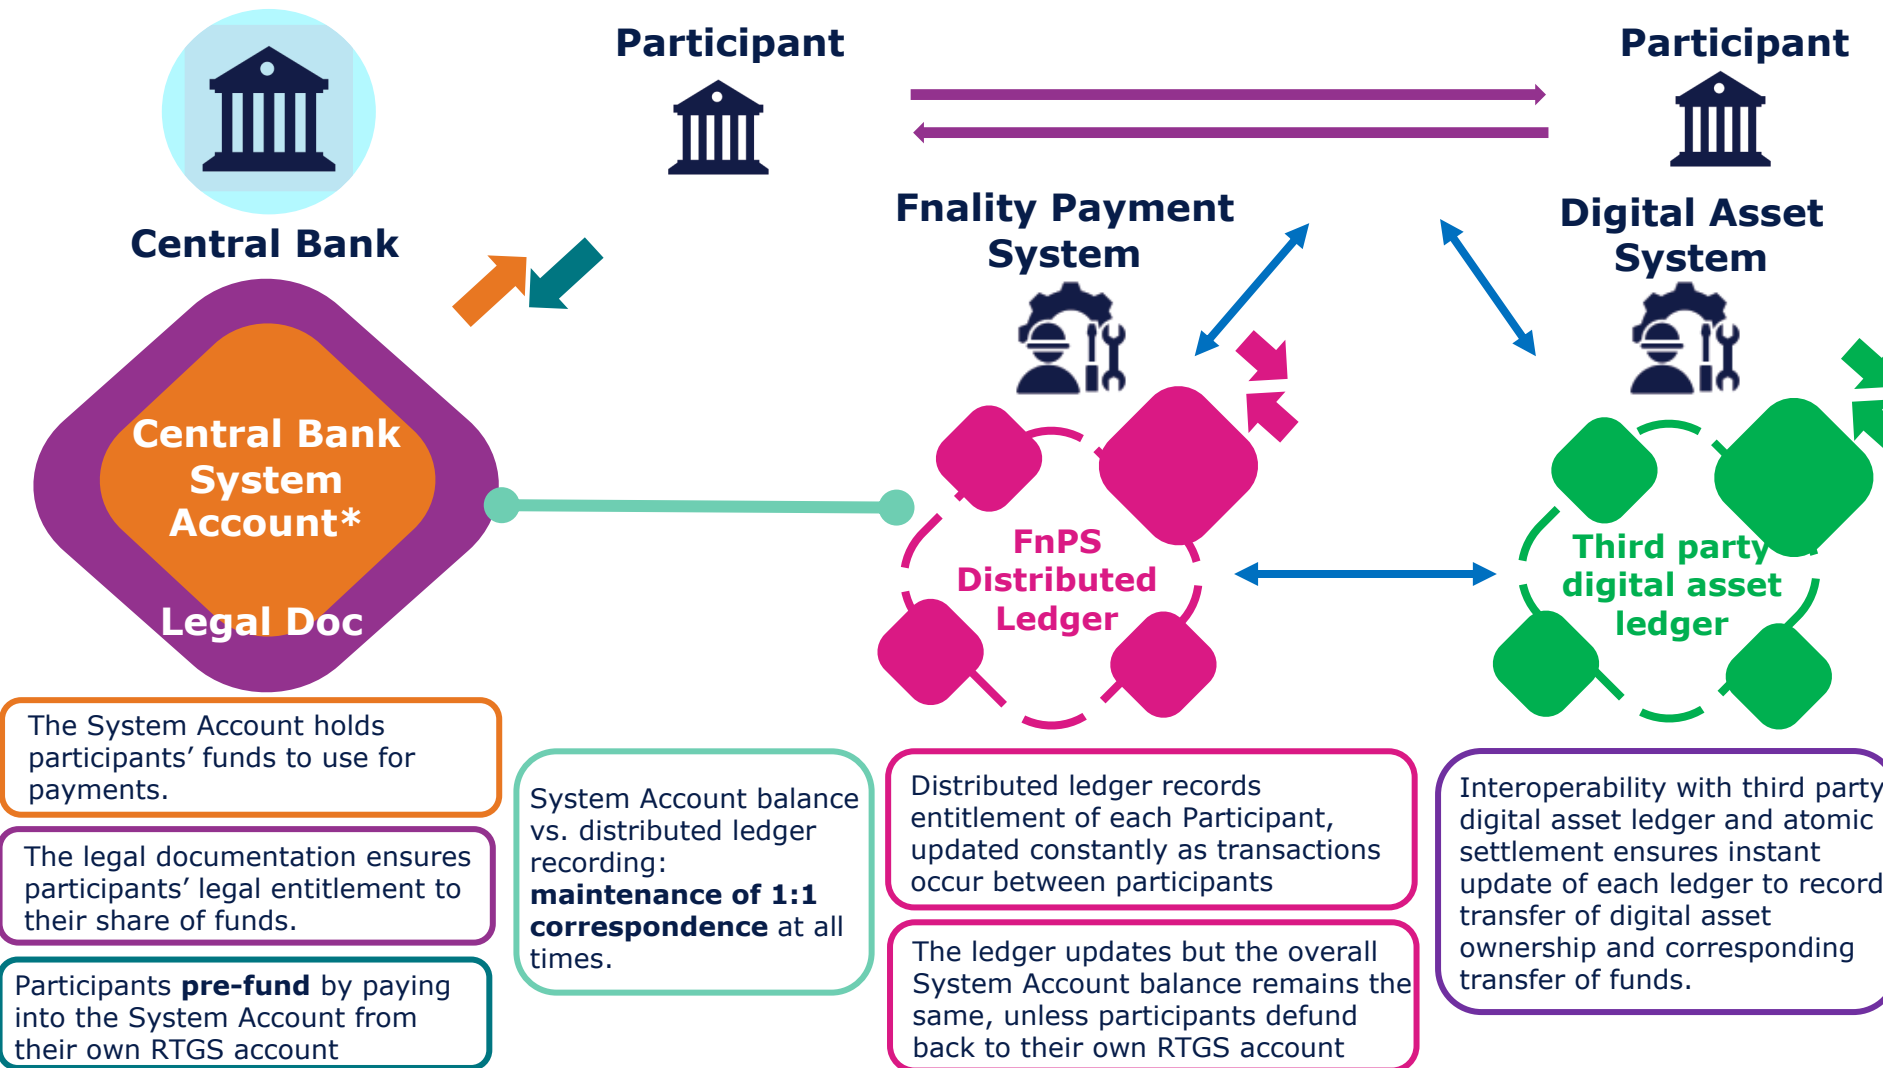 Participant
Participant
Central Bank
Fnality Payment
System
Digital Asset
System
Central Bank
System
Account*
Legal Doc
FnPS
Distributed
Ledger
Third party
digital asset
ledger
The System Account holds
participants’ funds to use for
payments.
The legal documentation ensures
participants’ legal entitlement to
their share of funds.
Participants pre-fund by paying
into the System Account from
their own RTGS account
System Account balance
vs. distributed ledger
recording:
maintenance of 1:1
correspondence at all
times.
Distributed ledger records
entitlement of each Participant,
updated constantly as transactions
occur between participants
The ledger updates but the overall
System Account balance remains the
same, unless participants defund
back to their own RTGS account
Interoperability with third party
digital asset ledger and atomic
settlement ensures instant
update of each ledger to record
transfer of digital asset
ownership and corresponding
transfer of funds.